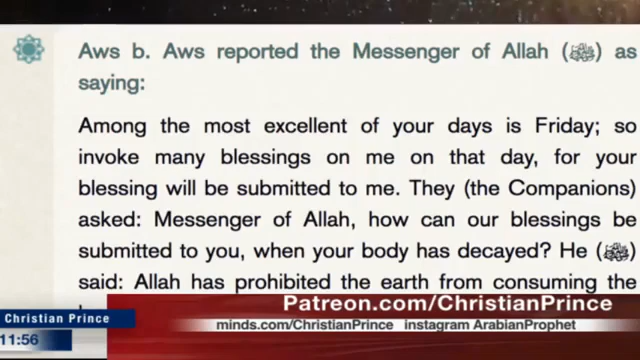 Aws b. Aws reported the Messenger of Allah (ﷺ) as
saying:
Among the most excellent of your days is Friday; so
invoke many blessings on me on that day, for your
blessing will be submitted to me. They (the Companions)
asked: Messenger of Allah, how can our blessings be
submitted to you, when your body has decayed? He (ﷺ)
said: Allah has prohibited the earth from consuming the
Patreon.com/ChristianPrince
Christian Prince
minds.com/ChristianPrince instagram ArabianProphet
11:56